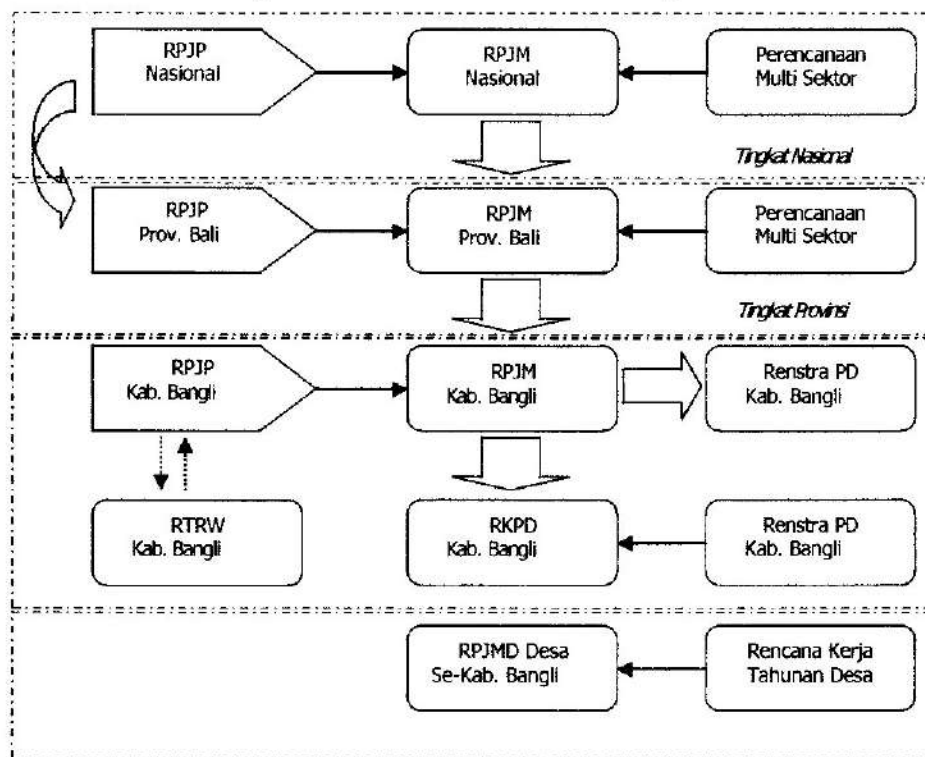 RPJP
Nasional
RPJM
Nasional
Perencanaan
Multi Sektor
Tingkat Nasional
RPJP
Prov. Bali
RPJM
Prov. Bali
Perencanaan
Multi Sektor
Tingkat Provinsi
RPJP
Kab. Bangli
RPJM
Kab. Bangli
Renstra PD
Kab. Bangli
RTRW
Kab. Bangli
RKPD
Kab. Bangli
Renstra PD
Kab. Bangli
RPJMD Desa
Se-Kab. Bangli
Rencana Kerja
Tahunan Desa